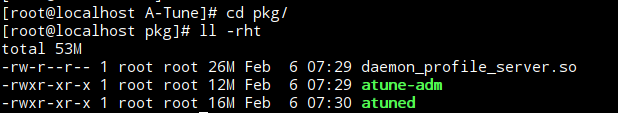 [root@localhost A-Tune]# cd pkg/
[root@localhost pkg]# ll -rht
total 53M
-rw-r--r-- 1 root root 26M Feb  6 07:29 daemon_profile_server.so
-rwxr-xr-x 1 root root 12M Feb  6 07:29 atune-adm
-rwxr-xr-x 1 root root 16M Feb  6 07:30 atuned